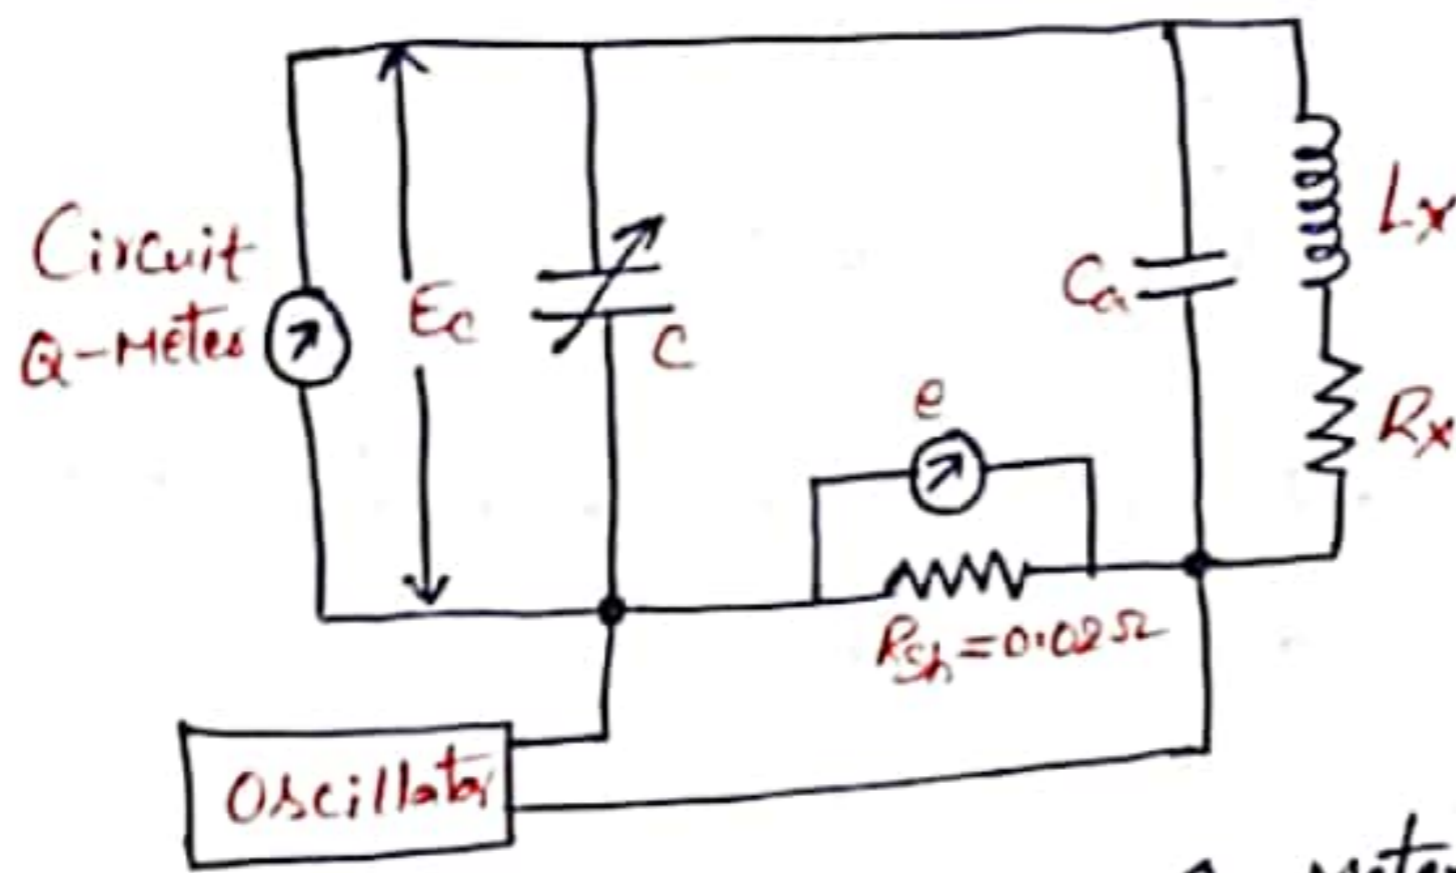 Circuit
Q-Meter
Ec
C
e
Rsh=0.02Ω
Ca
Lx
Rx
Oscillator